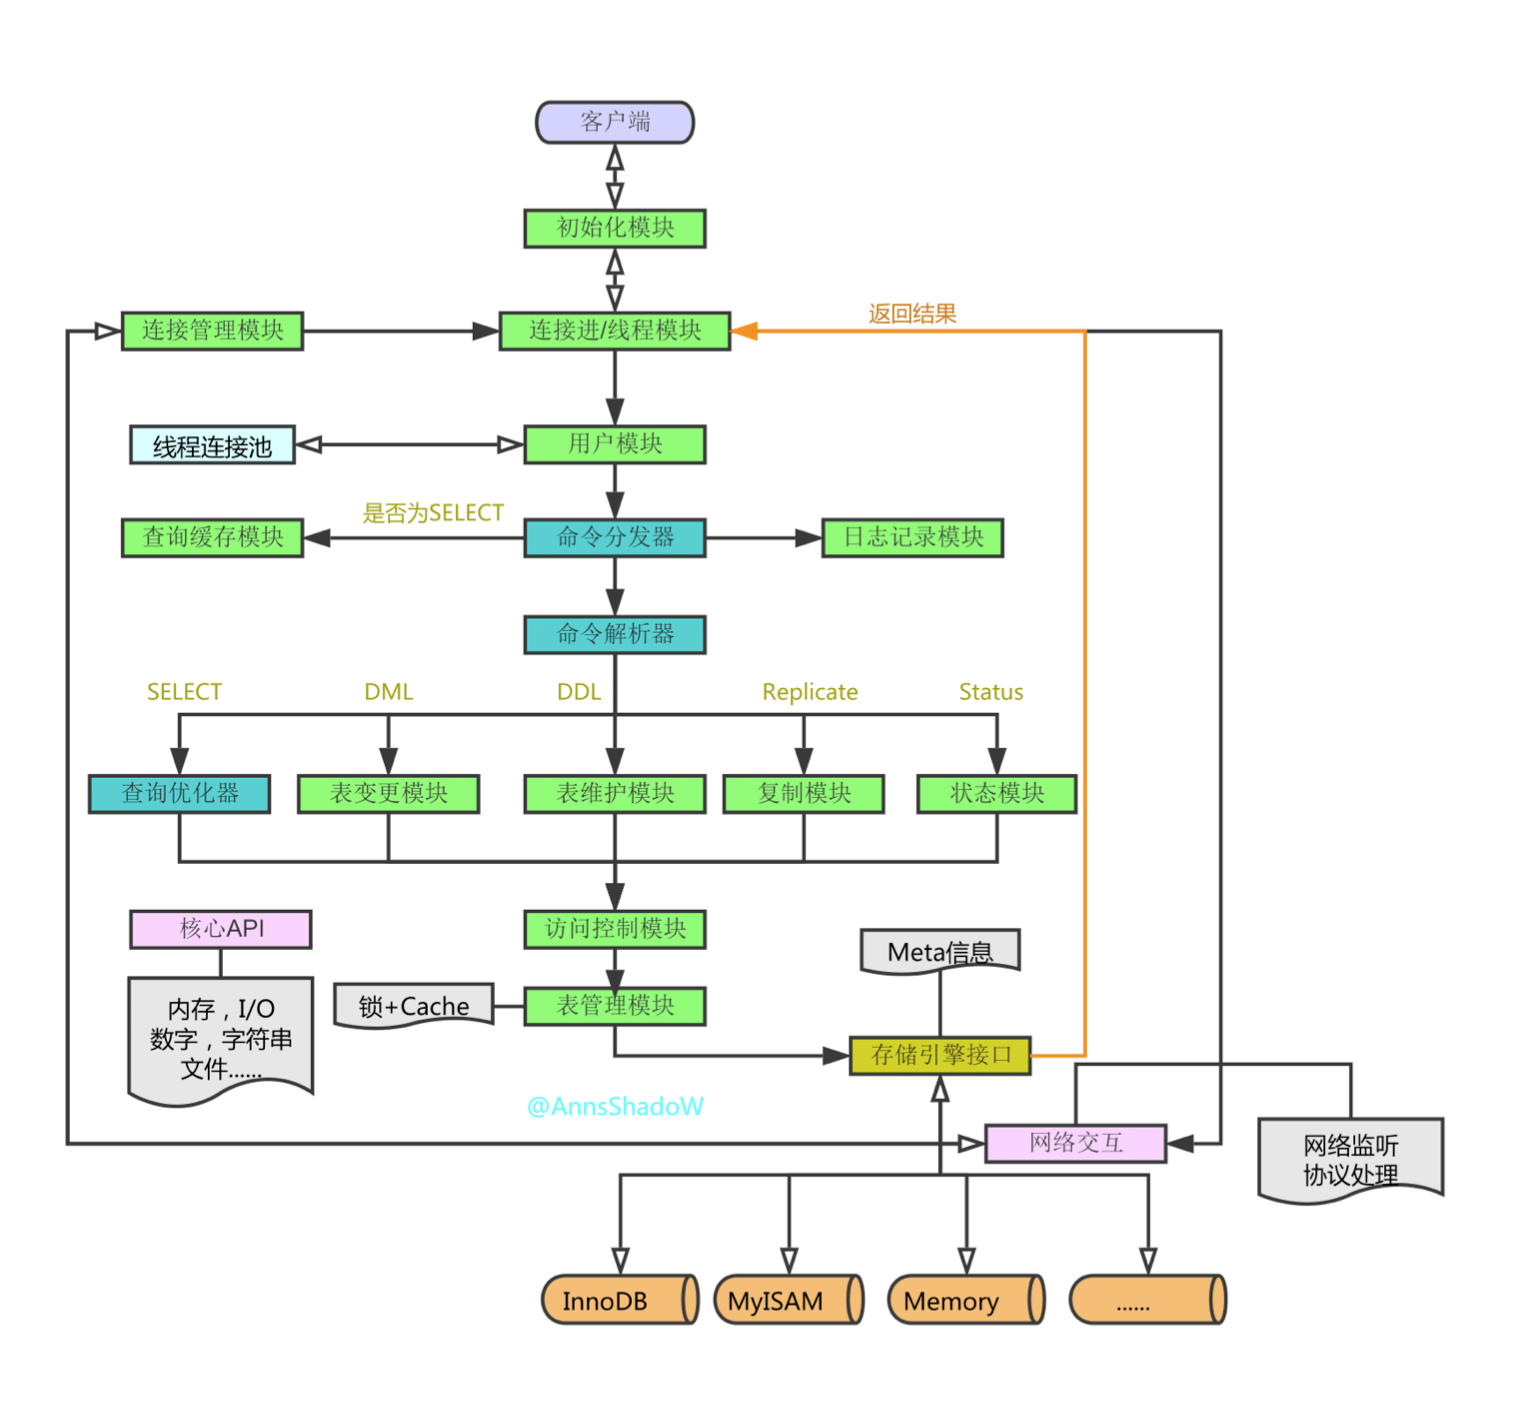 客户端
初始化模块
返回结果
连接管理模块
连接进/线程模块
线程连接池
用户模块
是否为SELECT
查询缓存模块
命令分发器
日志记录模块
命令解析器
SELECT
DML
DDL
Replicate
Status
查询优化器
表变更模块
表维护模块
复制模块
状态模块
核心API
访问控制模块
Meta信息
内存，I/O
数字，字符串
文件......
锁+Cache
表管理模块
存储引擎接口
@AnnsShadoW
网络交互
网络监听
协议处理
InnoDB
MyISAM
Memory
......